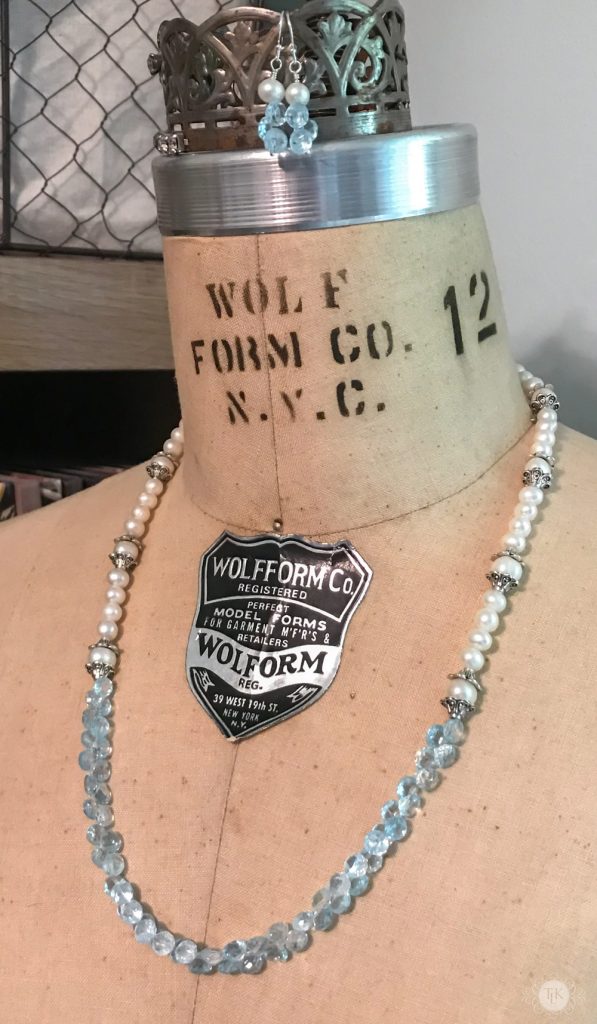 WOLF
FORM CO. 12
N.Y.C.
WOLFFORM Co.
REGISTERED
PERFECT
MODEL FORMS
FOR GARMENT M'F'R'S &
RETAILERS
WOLFORM
REG.
39 WEST 19th ST.
NEW YORK
N.Y.
TLK